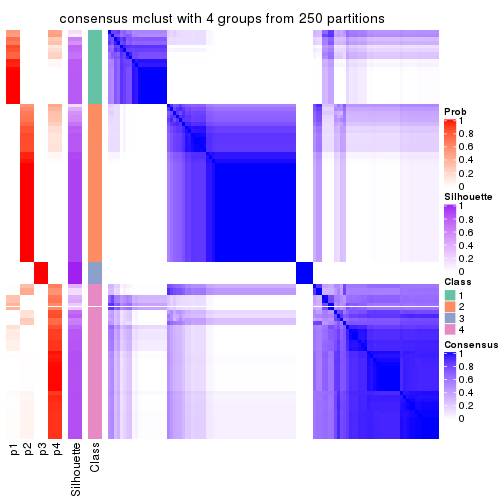 consensus mclust with 4 groups from 250 partitions
Prob
1
0.8
0.6
0.4
0.2
0
Silhouette
1
0.8
0.6
0.4
0.2
0
Class
1
2
3
4
Consensus
1
0.8
0.6
0.4
0.2
0
p1
p2
p3
p4
Silhouette
Class